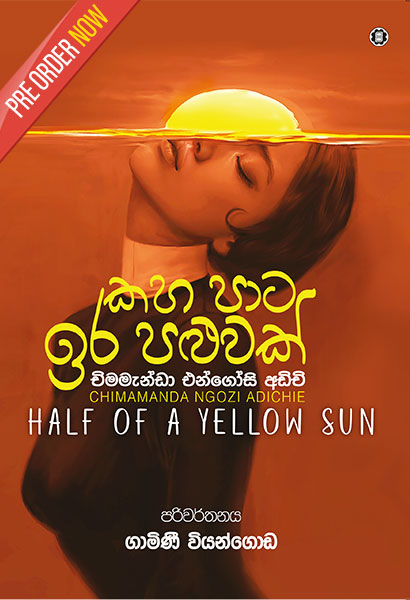 PRE ORDER NOW
කහ පාට
ඉර පළුවක්
චිමමැන්ඩා එන්ගෝසි අඩිචි
CHIMAMANDA NGOZI ADICHIE
HALF OF A YELLOW SUN
පරිවර්තනය
ගාමිණී වියන්ගොඩ